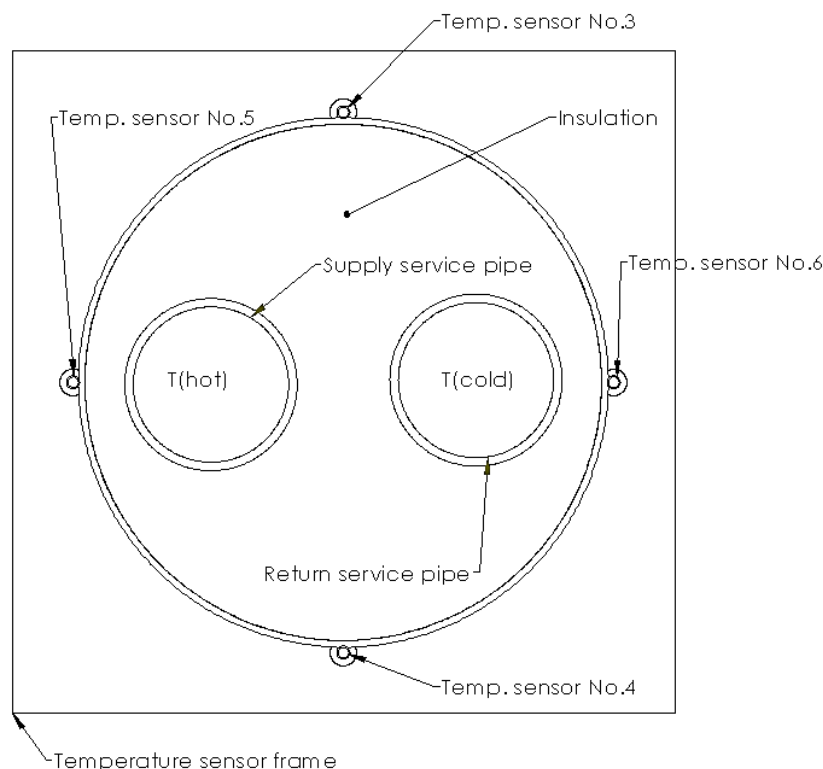 Temp. sensor No.3
Temp. sensor No.5
Insulation
Supply service pipe
Temp. sensor No.6
T(hot)
T(cold)
Return service pipe
Temp. sensor No.4
Temperature sensor frame